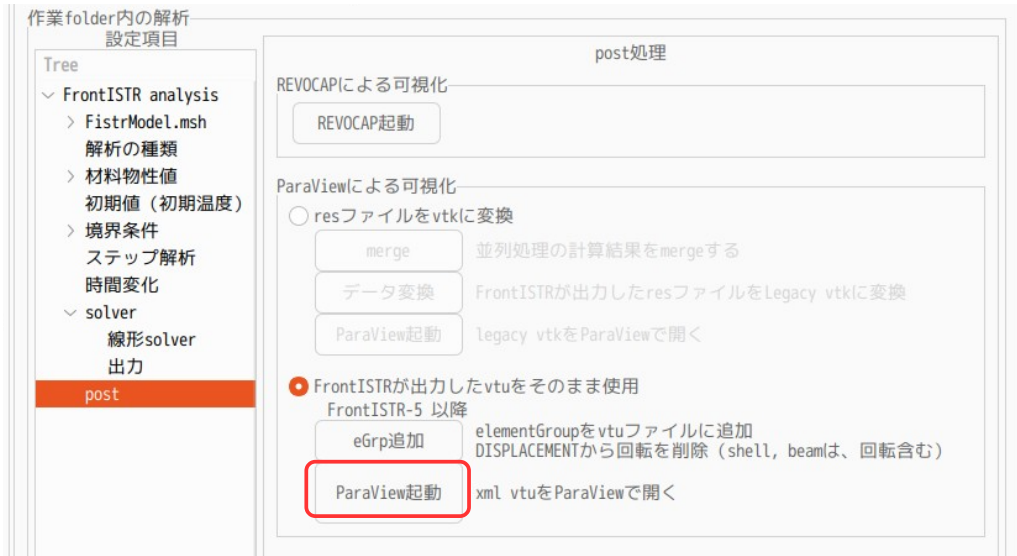 作業folder内の解析
設定項目
Tree
FrontISTR analysis
FistrModel.msh
解析の種類
材料物性値
初期値（初期温度）
境界条件
ステップ解析
時間変化
solver
線形solver
出力
post
post処理
REVOCAPによる可視化
REVOCAP起動
ParaViewによる可視化
resファイルをvtkに変換
merge 並列処理の計算結果をmergeする
データ変換 FrontISTRが出力したresファイルをLegacy vtkに変換
ParaView起動 legacy vtkをParaViewで開く
FrontISTRが出力したvtuをそのまま使用
FrontISTR-5 以降
eGrp追加 elementGroupをvtuファイルに追加
DISPLACEMENTから回転を削除（shell, beamは、回転含む）
ParaView起動 xml vtuをParaViewで開く